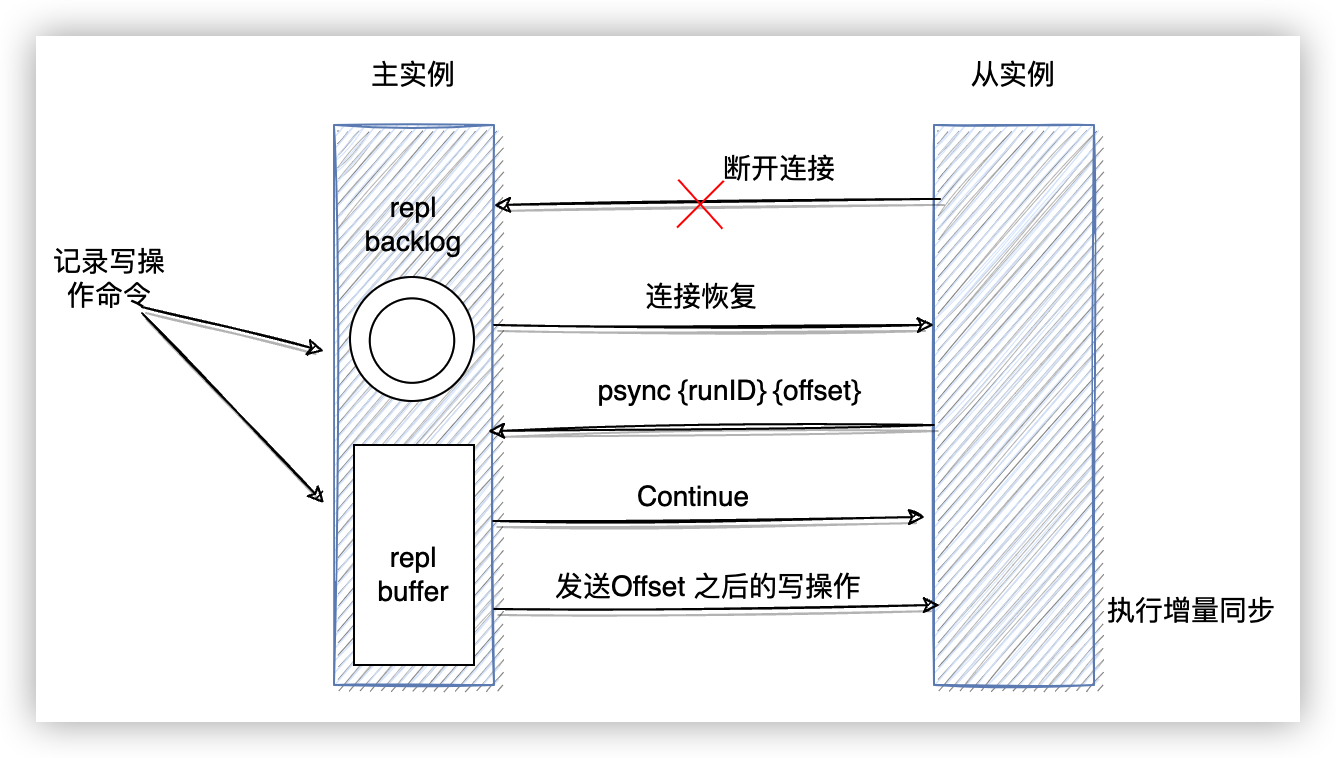 主实例
从实例
断开连接
repl
backlog
记录写操
作命令
连接恢复
psync {runID} {offset}
Continue
repl
buffer
发送Offset 之后的写操作
执行增量同步